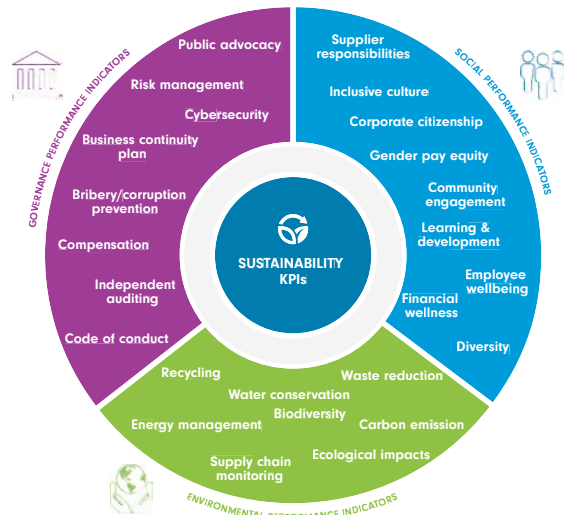 GOVERNANCE PERFORMANCE INDICATORS
Public advocacy
Risk management
Cybersecurity
Business continuity
plan
Bribery/corruption
prevention
Compensation
Independent
auditing
Code of conduct
SOCIAL PERFORMANCE INDICATORS
Supplier
responsibilities
Inclusive culture
Corporate citizenship
Gender pay equity
Community
engagement
Learning &
development
Employee
wellbeing
Financial
wellness
Diversity
SUSTAINABILITY
KPIs
Recycling
Waste reduction
Water conservation
Biodiversity
Energy management
Carbon emission
Supply chain
monitoring
Ecological impacts
ENVIRONMENTAL PERFORMANCE INDICATORS